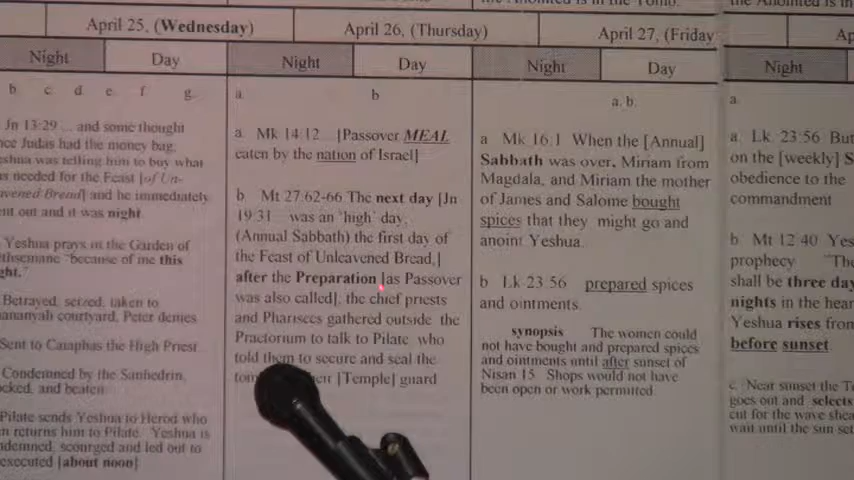 the Anointed is in the Tomb.
the Anointed is in
April 25, (Wednesday)
April 26, (Thursday)
April 27, (Friday
Ap
Night
Day
Night
Day
Night
Day
Night
b c d e f g
Jn 13:29 ... and some thought
Judas had the money bag,
was telling him to buy what
needed for the Feast [of Un-
Bread] and he immediately
out and it was night.
Yeshua prays in the Garden of
"because of me this
Betrayed, seized, taken to
courtyard, Peter denies
Sent to Caiaphas the High Priest
Condemned by the Sanhedrin,
and beaten
Pilate sends Yeshua to Herod who
returns him to Pilate. Yeshua is
scourged and led out to
executed [about noon]
a. b
a Mk 14:12... [Passover MEAL
eaten by the nation of Israel]
b Mt 27:62-66 The next day [Jn
19:31 ... was an 'high' day,
(Annual Sabbath) the first day of
the Feast of Unleavened Bread,]
after the Preparation [as Passover
was also called], the chief priests
and Pharisees gathered outside the
Praetorium to talk to Pilate who
told them to secure and seal the
[Temple] guard
a. b.
a Mk 16:1 When the [Annual]
Sabbath was over, Miriam from
Magdala, and Miriam the mother
of James and Salome bought
spices that they might go and
anoint Yeshua.
b Lk 23:56 prepared spices
and ointments.
synopsis The women could
not have bought and prepared spices
and ointments until after sunset of
Nisan 15. Shops would not have
been open or work permitted.
a.
a. Lk. 23:56 But
on the [weekly] S
obedience to the
commandment
b Mt 12:40 Yes
prophecy "The
shall be three day
nights in the hear
Yeshua rises from
before sunset.
c. Near sunset the T
goes out and selects
cut for the wave shea
wait until the sun set